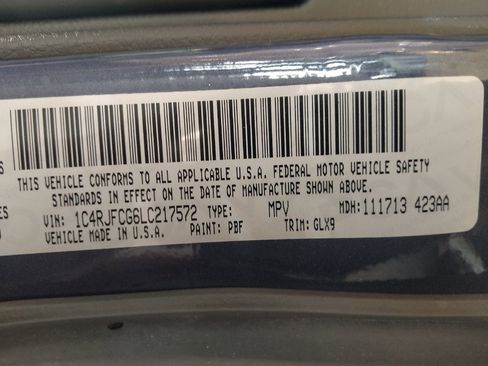 THIS VEHICLE CONFORMS TO ALL APPLICABLE U.S.A. FEDERAL MOTOR VEHICLE SAFETY
STANDARDS IN EFFECT ON THE DATE OF MANUFACTURE SHOWN ABOVE.
VIN: 1C4RJFCG6LC217572 TYPE: MPV MDH:111713 423AA
VEHICLE MADE IN U.S.A. PAINT: PBF TRIM: GLX9